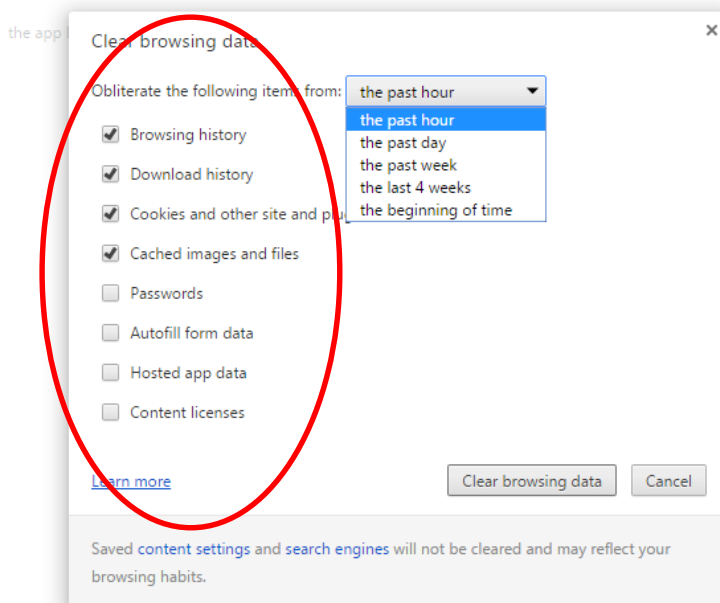 the app
Clear browsing data
Obliterate the following items from: the past hour
the past hour
the past day
the past week
the last 4 weeks
the beginning of time
Browsing history
Download history
Cookies and other site and
Cached images and files
Passwords
Autofill form data
Hosted app data
Content licenses
Learn more
Clear browsing data Cancel
Saved content settings and search engines will not be cleared and may reflect your
browsing habits.